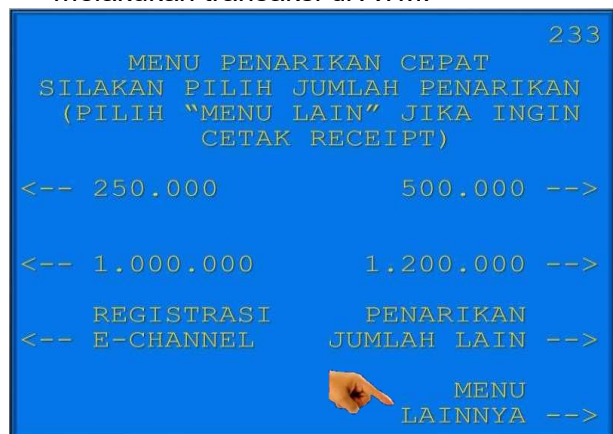 233
MENU PENARIKAN CEPAT
SILAKAN PILIH JUMLAH PENARIKAN
(PILIH “MENU LAIN” JIKA INGIN
CETAK RECEIPT)
<-- 250.000 500.000 -->
<-- 1.000.000 1.200.000 -->
REGISTRASI PENARIKAN
<-- E-CHANNEL JUMLAH LAIN -->
MENU
LAINNYA -->